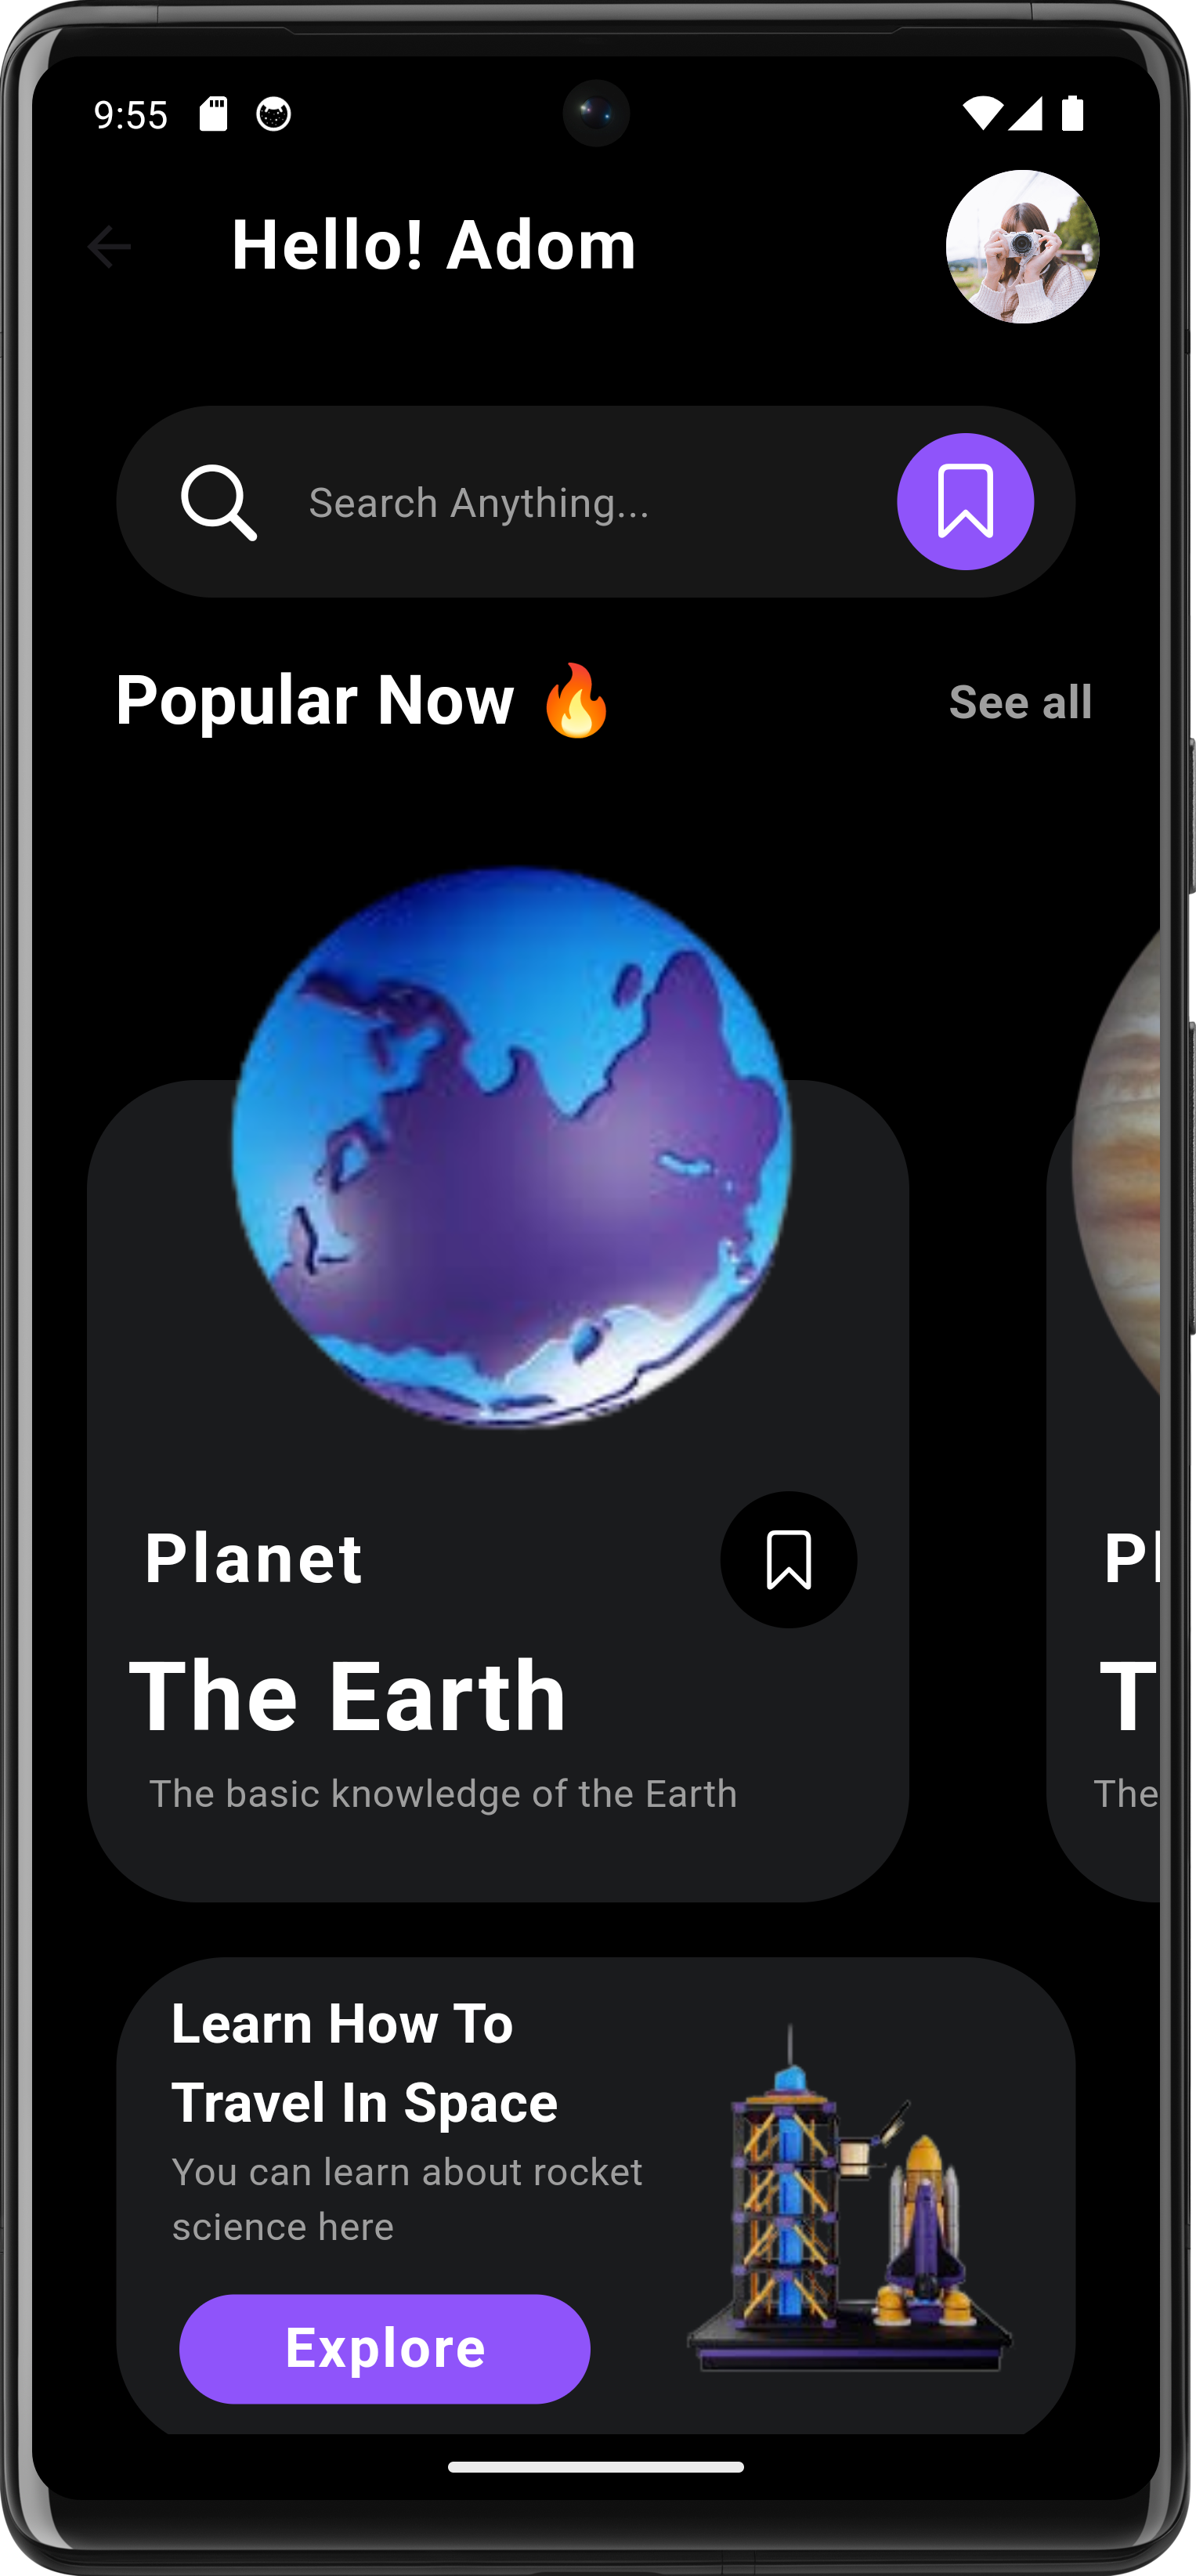 9:55
Hello! Adom
Search Anything...
Popular Now 🔥
See all
Planet
The Earth
The basic knowledge of the Earth
Pl
T
The
Learn How To
Travel In Space
You can learn about rocket
science here
Explore